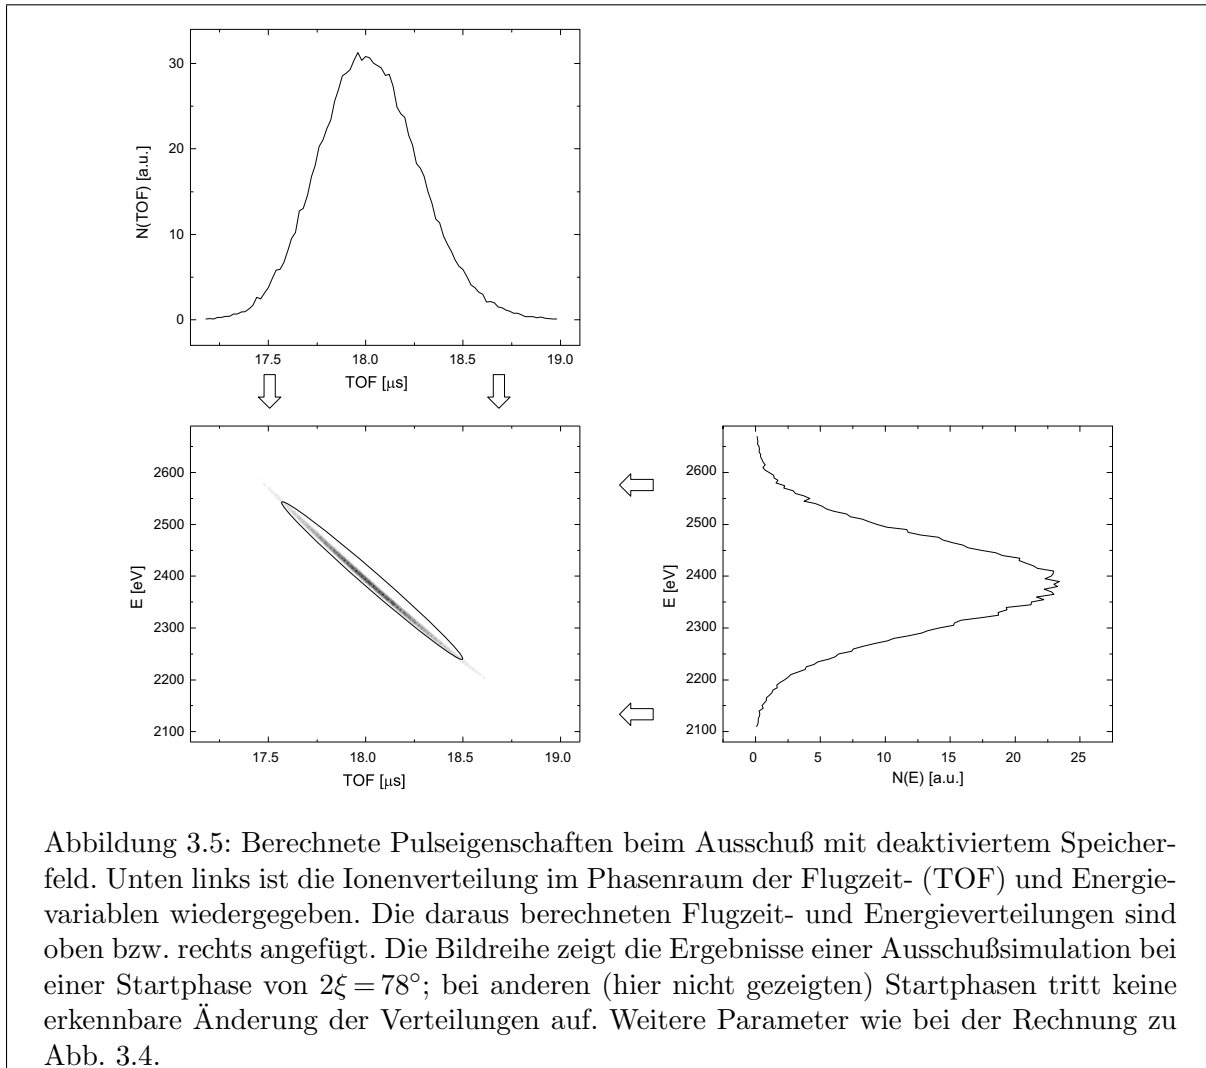 30
20
10
0
N(TOF) [a.u.]
17.5 18.0 18.5 19.0
TOF [µs]
2600
2500
2400
2300
2200
2100
E [eV]
17.5 18.0 18.5 19.0
TOF [µs]
2600
2500
2400
2300
2200
2100
E [eV]
0 5 10 15 20 25
N(E) [a.u.]
Abbildung 3.5: Berechnete Pulseigenschaften beim Ausschuß mit deaktiviertem Speicher-
feld. Unten links ist die Ionenverteilung im Phasenraum der Flugzeit- (TOF) und Energie-
variablen wiedergegeben. Die daraus berechneten Flugzeit- und Energieverteilungen sind
oben bzw. rechts angefügt. Die Bildreihe zeigt die Ergebnisse einer Ausschußsimulation bei
einer Startphase von 2ξ = 78°; bei anderen (hier nicht gezeigten) Startphasen tritt keine
erkennbare Änderung der Verteilungen auf. Weitere Parameter wie bei der Rechnung zu
Abb. 3.4.